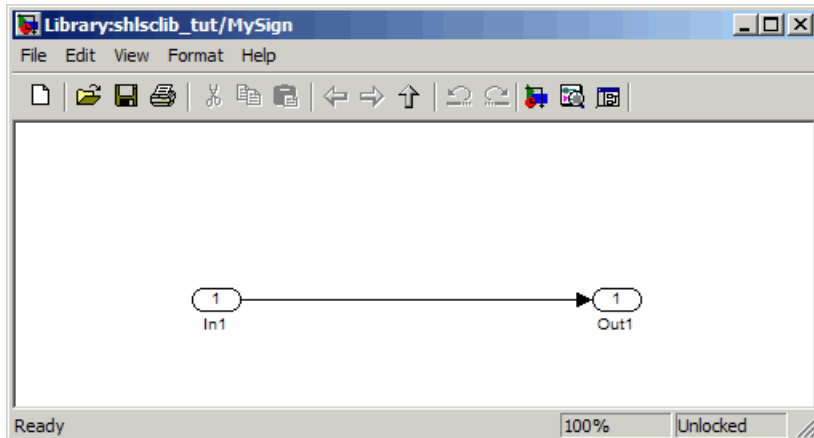 Library:shlsclib_tut/MySign
File Edit View Format Help
1
In1
1
Out1
Ready 100% Unlocked